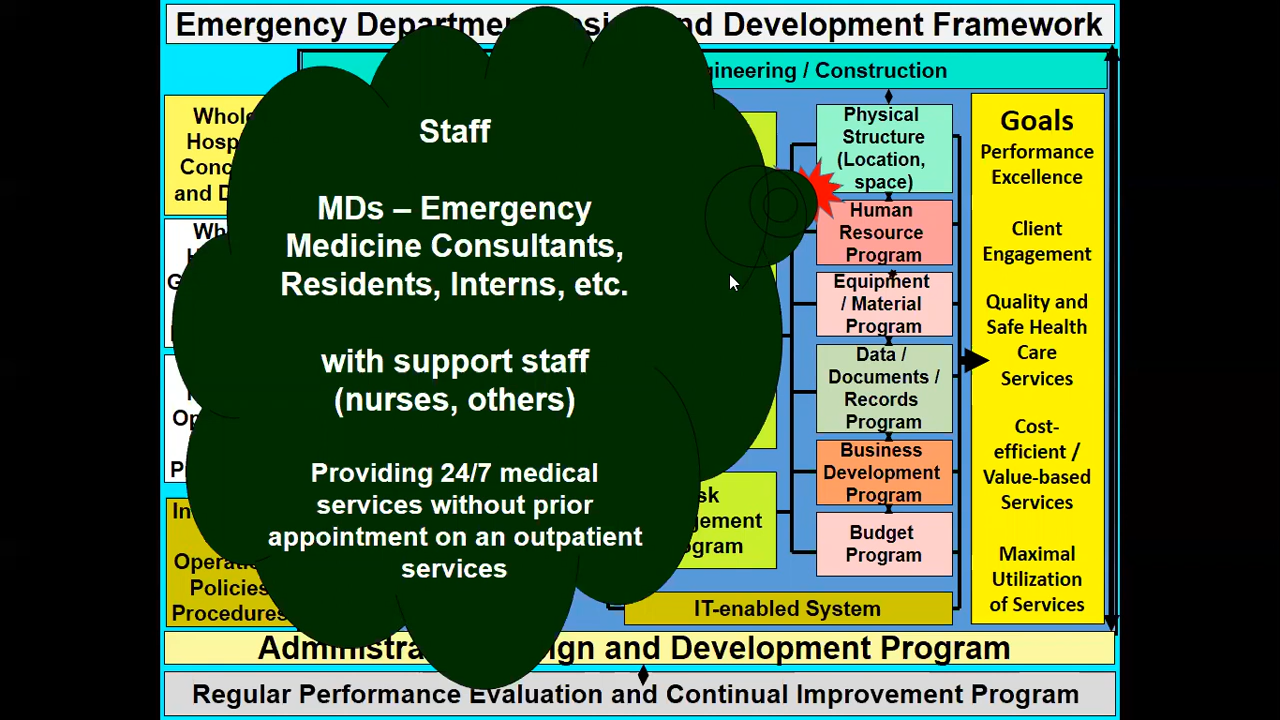 Emergency Departm
nd Development Framework
gineering / Construction
Whole
Hosp
Conc
and D
Wh
H
G
Op
P
In
Operati
Policies
Procedures
Staff
MDs – Emergency
Medicine Consultants,
Residents, Interns, etc.
with support staff
(nurses, others)
Providing 24/7 medical
services without prior
appointment on an outpatient
services
sk
gement
gram
Physical
Structure
(Location,
space)
Human
Resource
Program
Equipment
/ Material
Program
Data /
Documents /
Records
Program
Business
Development
Program
Budget
Program
IT-enabled System
Goals
Performance
Excellence
Client
Engagement
Quality and
Safe Health
Care
Services
Cost-
efficient /
Value-based
Services
Maximal
Utilization
of Services
Administra
ign and Development Program
Regular Performance Evaluation and Continual Improvement Program